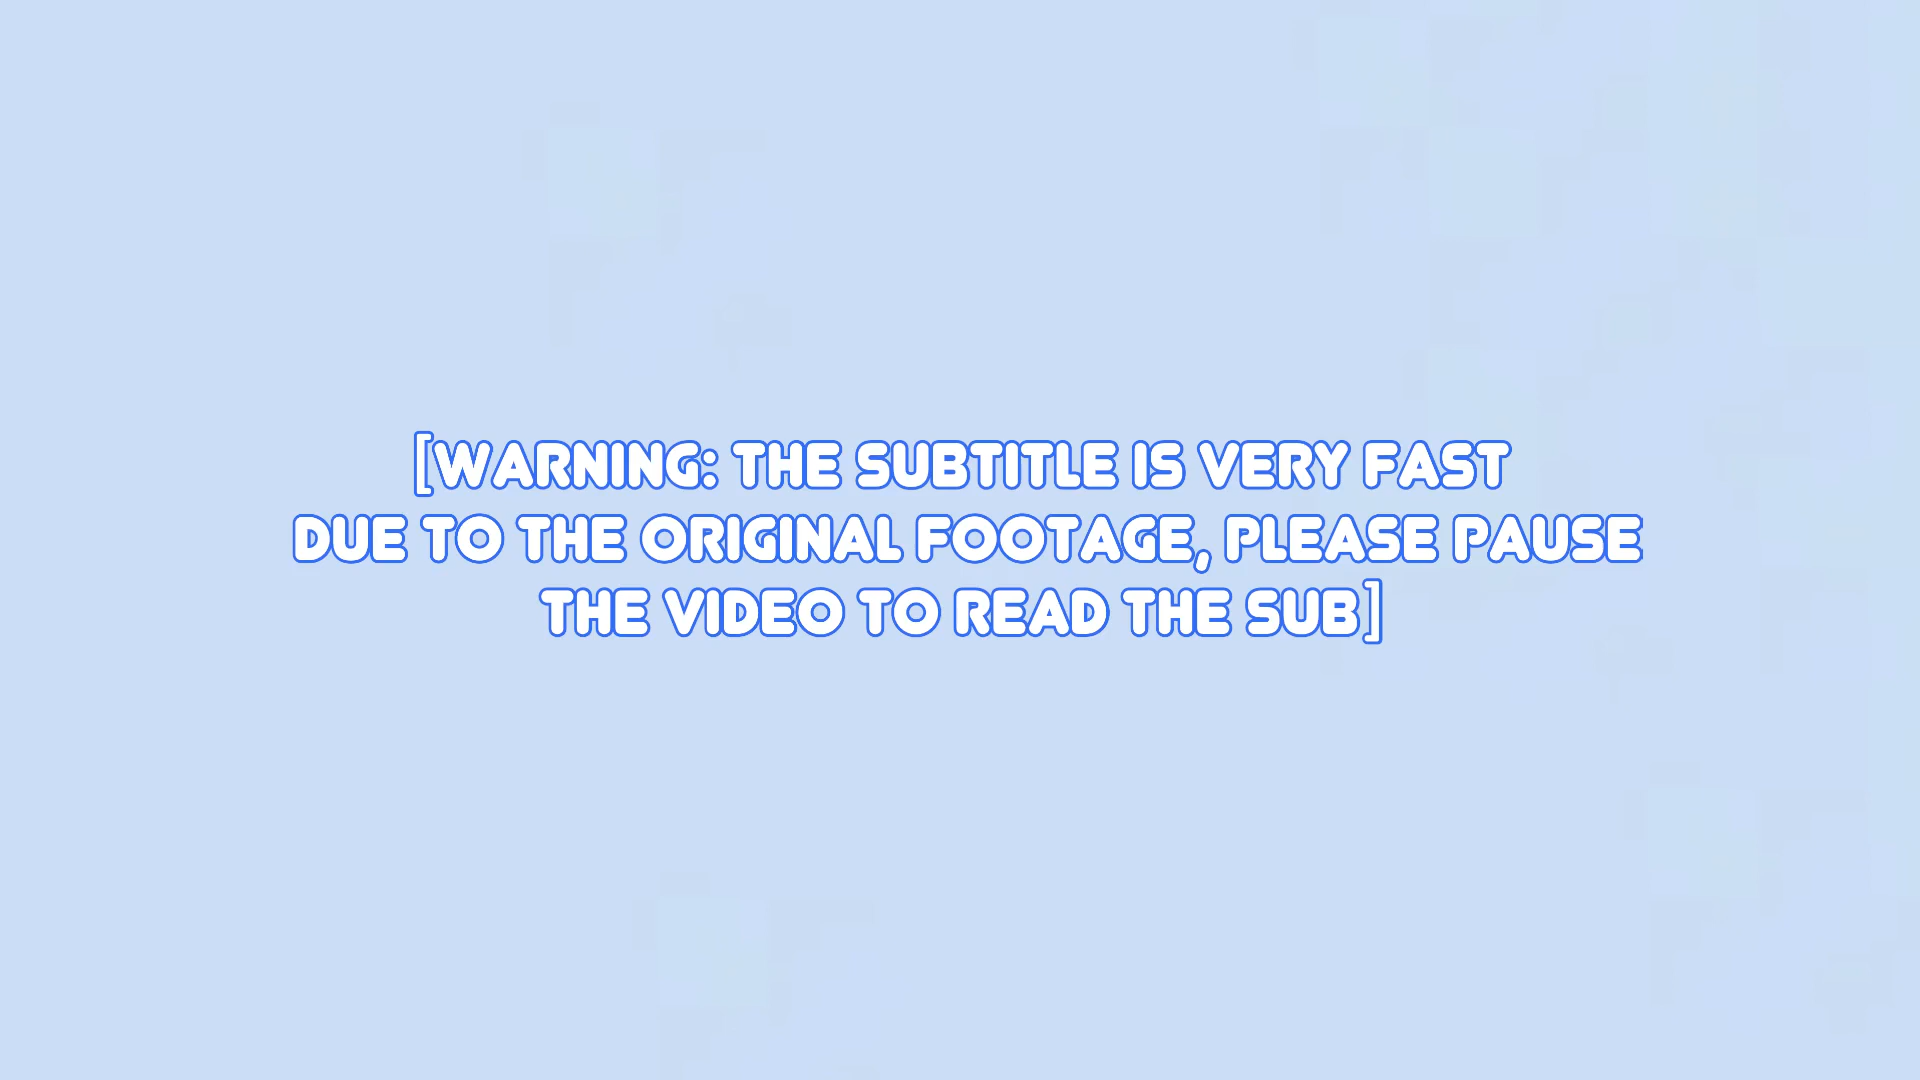 [WARNING: THE SUBTITLE IS VERY FAST
DUE TO THE ORIGINAL FOOTAGE, PLEASE PAUSE
THE VIDEO TO READ THE SUB]